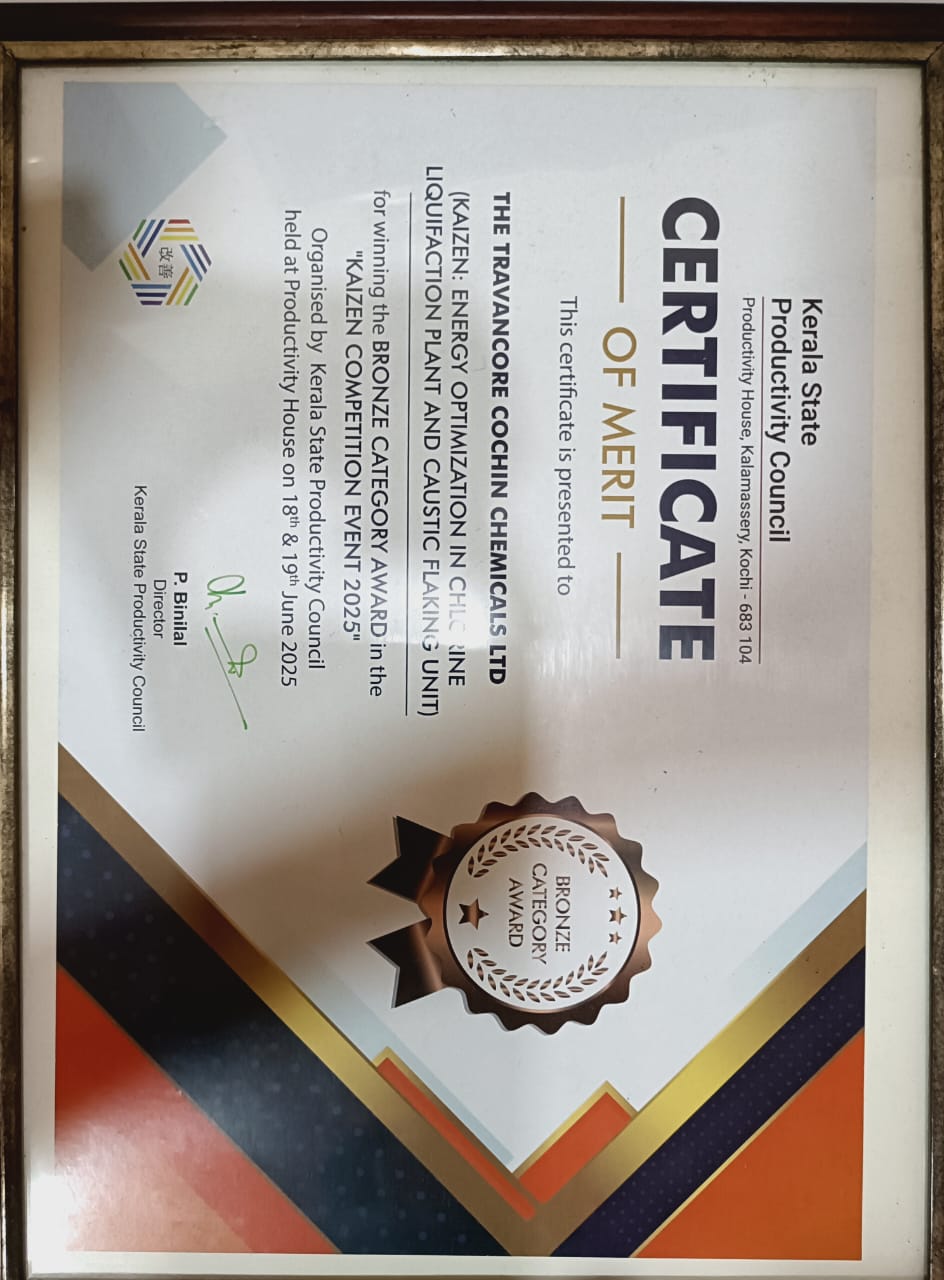 Kerala State
Productivity Council
Productivity House, Kalamassery, Kochi - 683 104
CERTIFICATE
OF MERIT
This certificate is presented to
THE TRAVANCORE COCHIN CHEMICALS LTD
(KAIZEN: ENERGY OPTIMIZATION IN CHLORINE
LIQUIFACTION PLANT AND CAUSTIC FLAKING UNIT)
for winning the BRONZE CATEGORY AWARD in the
"KAIZEN COMPETITION EVENT 2025"
Organised by Kerala State Productivity Council
held at Productivity House on 18th & 19th June 2025
P. Binilal
Director
Kerala State Productivity Council
改善
BRONZE
CATEGORY
AWARD